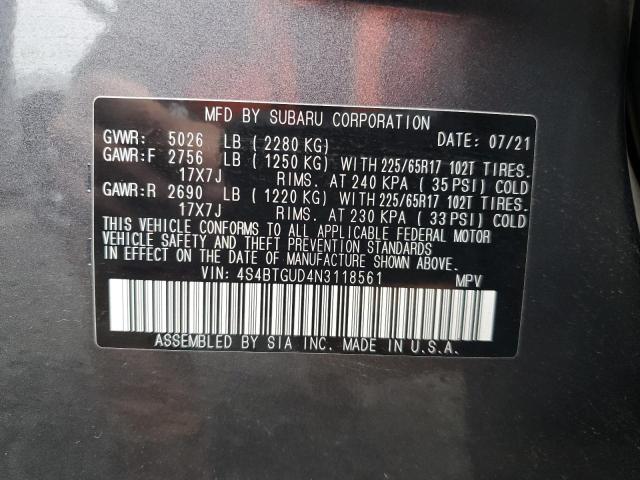 MFD BY SUBARU CORPORATION
GVWR: 5026 LB ( 2280 KG) DATE: 07/21
GAWR:F 2756 LB ( 1250 KG) WITH 225/65R17 102T TIRES.
17X7J RIMS. AT 240 KPA ( 35 PSI) COLD
GAWR:R 2690 LB ( 1220 KG) WITH 225/65R17 102T TIRES.
17X7J RIMS. AT 230 KPA ( 33 PSI) COLD
THIS VEHICLE CONFORMS TO ALL APPLICABLE FEDERAL MOTOR
VEHICLE SAFETY AND THEFT PREVENTION STANDARDS
IN EFFECT ON THE DATE OF MANUFACTURE SHOWN ABOVE.
VIN: 4S4BTGUD4N3118561 MPV
ASSEMBLED BY SIA INC. MADE IN U.S.A.